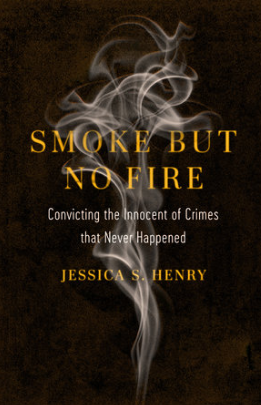 SMOKE BUT
NO FIRE
Convicting the Innocent of Crimes
that Never Happened
JESSICA S. HENRY